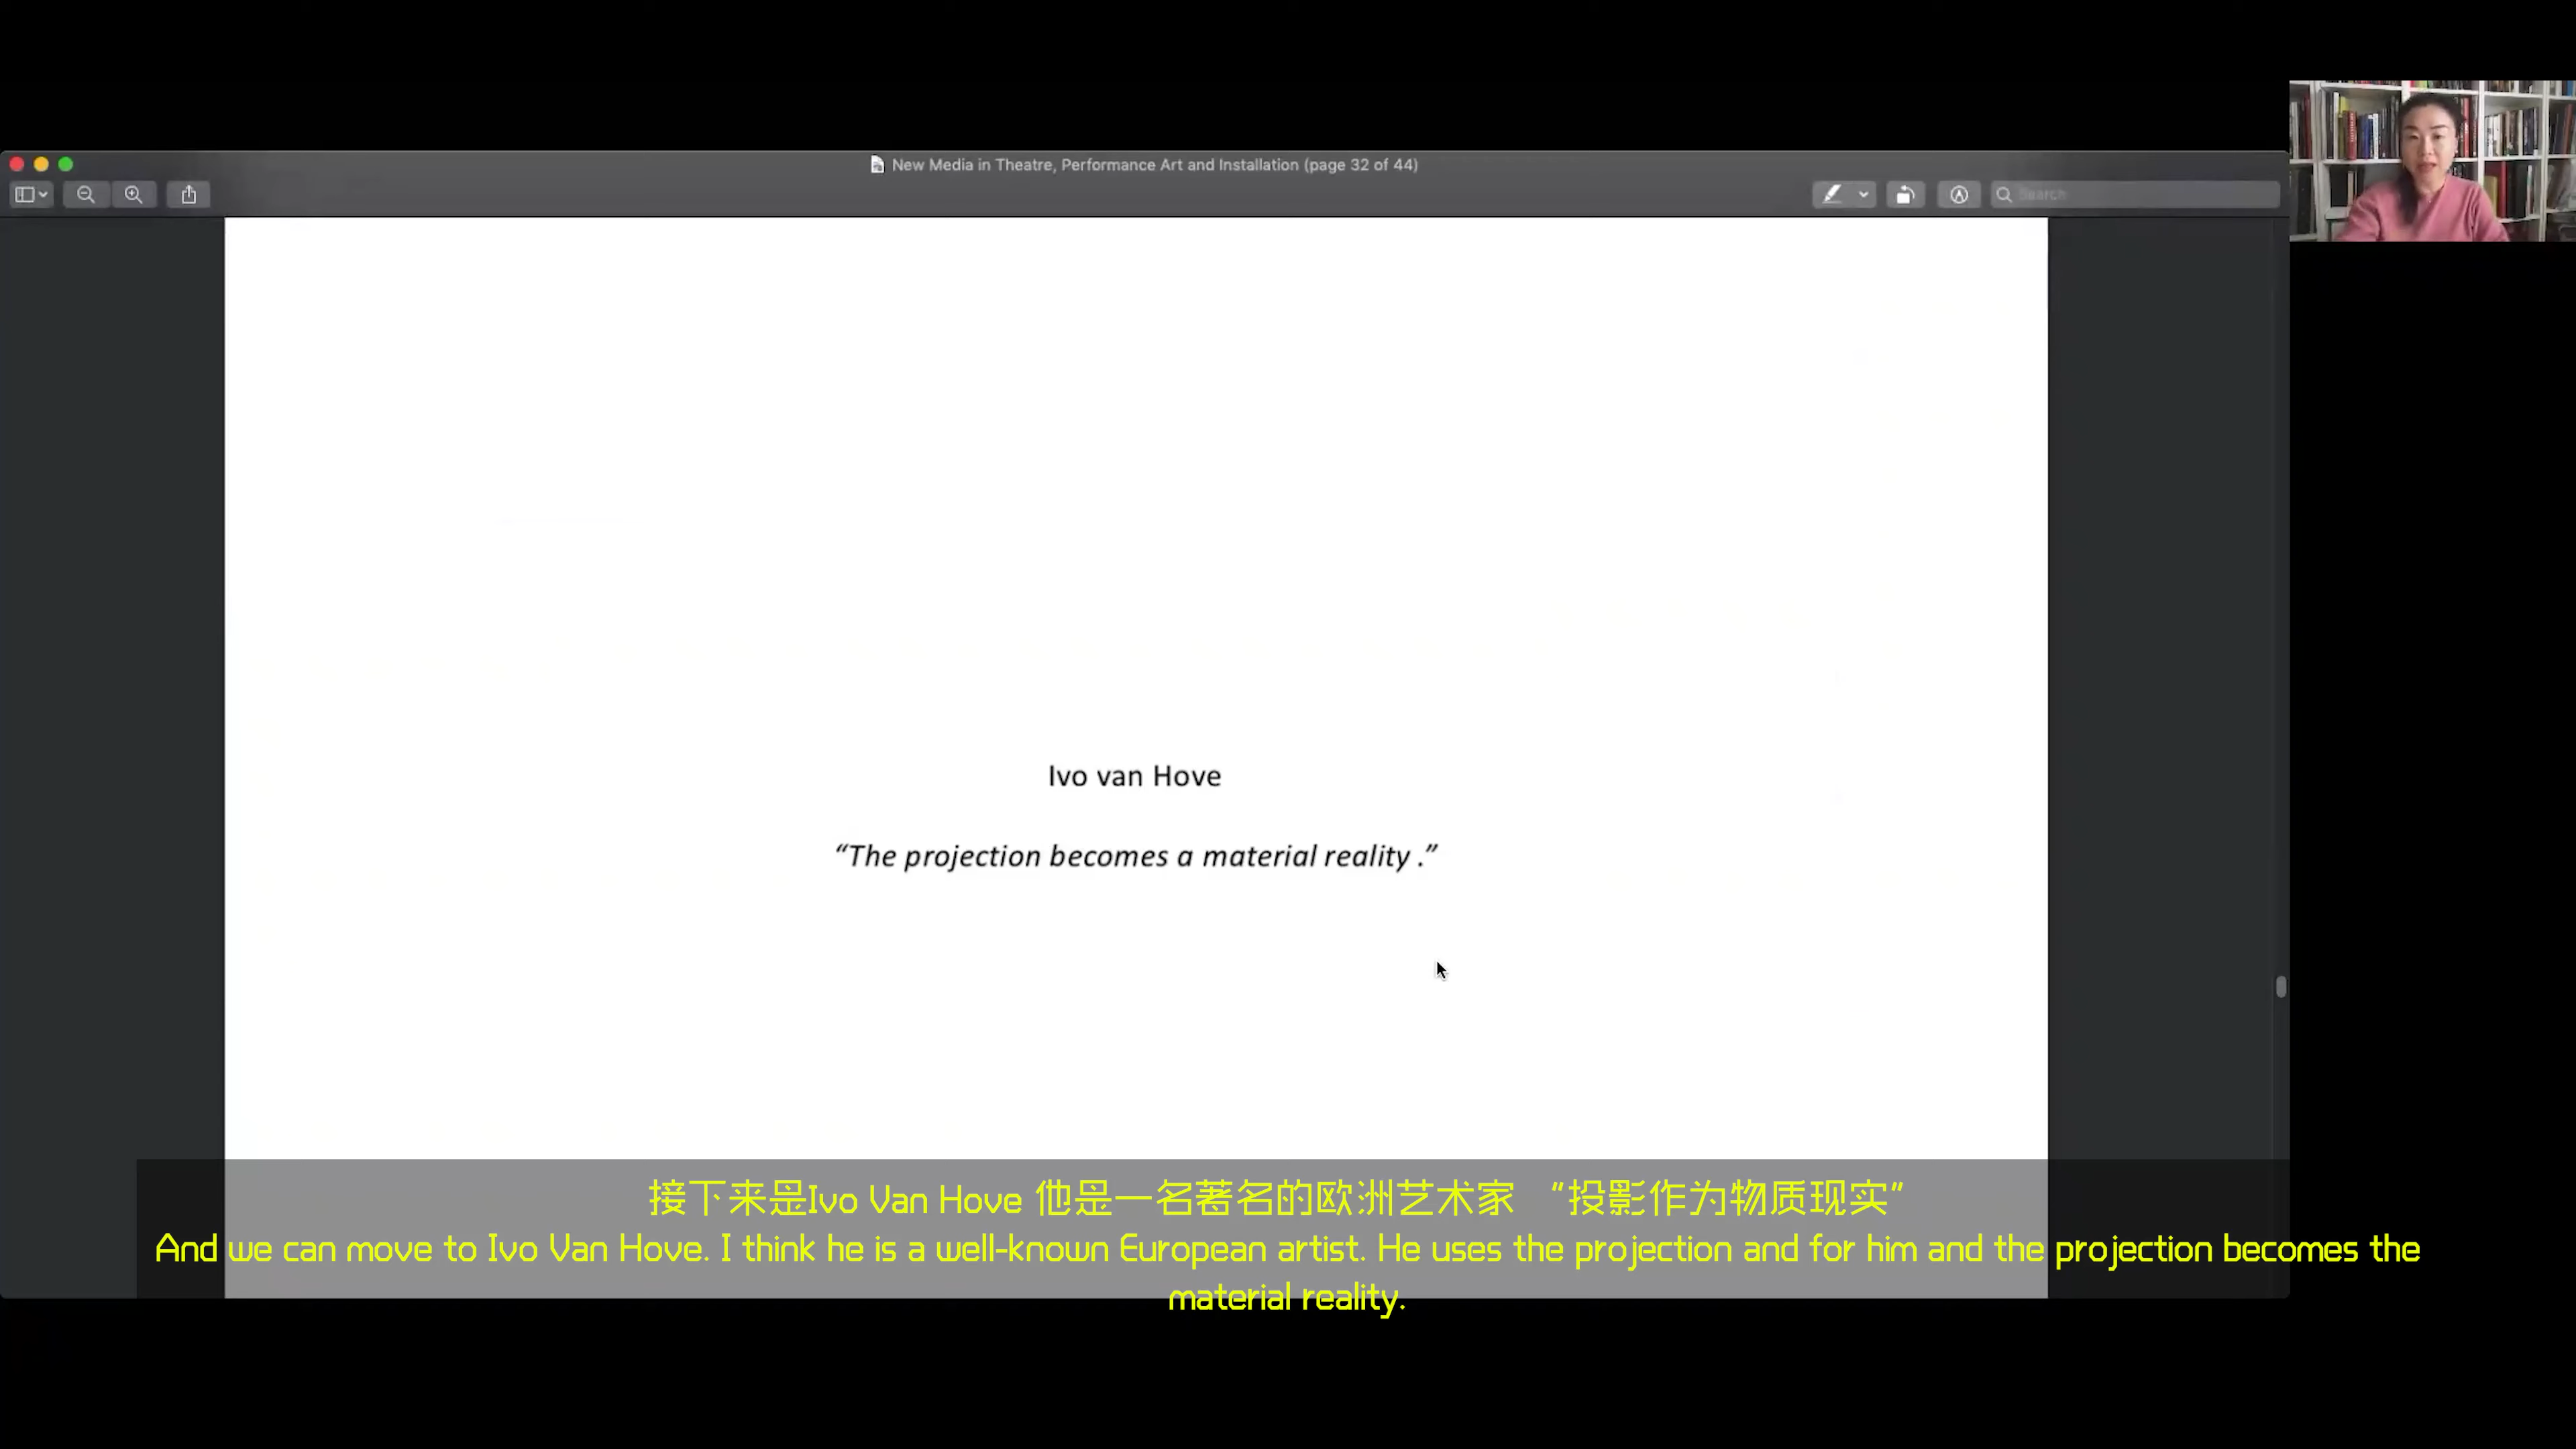 New Media in Theatre, Performance Art and Installation (page 32 of 44)
Search
Ivo van Hove
“The projection becomes a material reality .”
接下来是Ivo Van Hove 他是一名著名的欧洲艺术家 “投影作为物质现实”
And we can move to Ivo Van Hove. I think he is a well-known European artist. He uses the projection and for him and the projection becomes the
material reality.